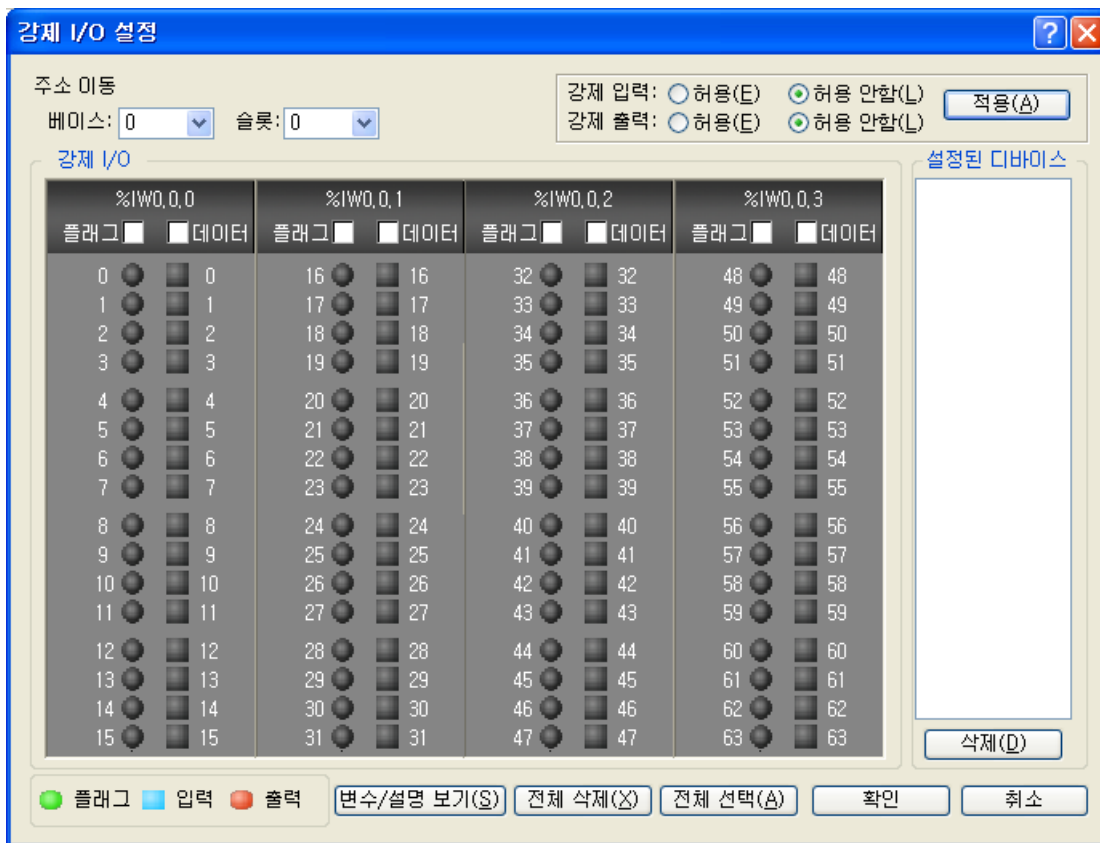 강제 I/O 설정
주소 이동
베이스: 0 슬롯: 0
강제 입력: 허용(E) 허용 안함(L)
강제 출력: 허용(E) 허용 안함(L)
적용(A)
강제 I/O
설정된 디바이스
%IW0,0,0 %IW0,0,1 %IW0,0,2 %IW0,0,3
플래그 데이터 플래그 데이터 플래그 데이터 플래그 데이터
0 0 16 16 32 32 48 48
1 1 17 17 33 33 49 49
2 2 18 18 34 34 50 50
3 3 19 19 35 35 51 51
4 4 20 20 36 36 52 52
5 5 21 21 37 37 53 53
6 6 22 22 38 38 54 54
7 7 23 23 39 39 55 55
8 8 24 24 40 40 56 56
9 9 25 25 41 41 57 57
10 10 26 26 42 42 58 58
11 11 27 27 43 43 59 59
12 12 28 28 44 44 60 60
13 13 29 29 45 45 61 61
14 14 30 30 46 46 62 62
15 15 31 31 47 47 63 63
삭제(D)
플래그 입력 출력 변수/설명 보기(S) 전체 삭제(X) 전체 선택(A) 확인 취소